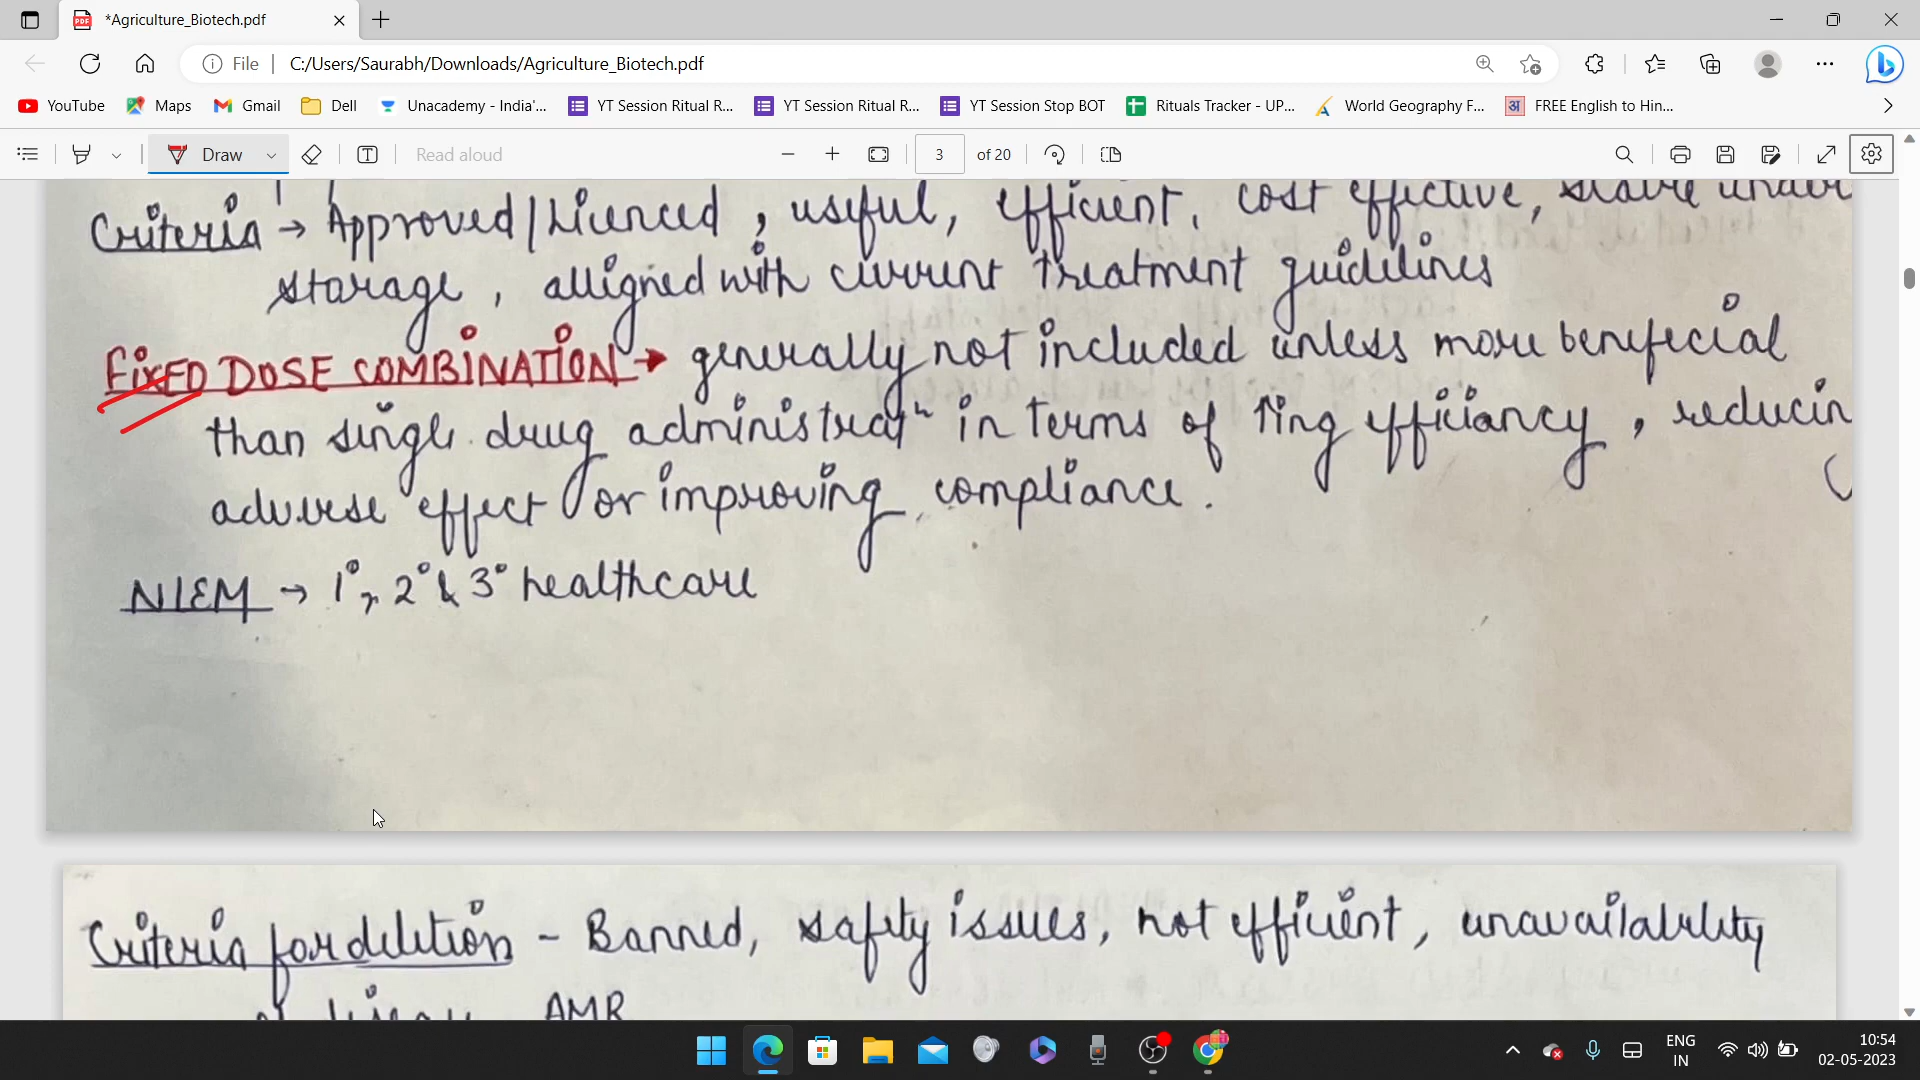 *Agriculture_Biotech.pdf
File | C:/Users/Saurabh/Downloads/Agriculture_Biotech.pdf
YouTube Maps Gmail Dell Unacademy - India'... YT Session Ritual R... YT Session Ritual R... YT Session Stop BOT Rituals Tracker - UP... World Geography F... FREE English to Hin...
Draw Read aloud 3 of 20
Criteria → Approved/Licenced, useful, efficient, cost effective, stable under
storage, alligned with current treatment guidelines
FIXED DOSE COMBINATION → generally not included unless more benefecial
than single drug administratⁿ in terms of ↑ing efficiancy, reducin
adverse effect or improving compliance.
NLEM → 1°, 2° & 3° healthcare
Criteria for deletion - Banned, safety issues, not efficient, unavailability
AMR
ENG
IN
10:54
02-05-2023